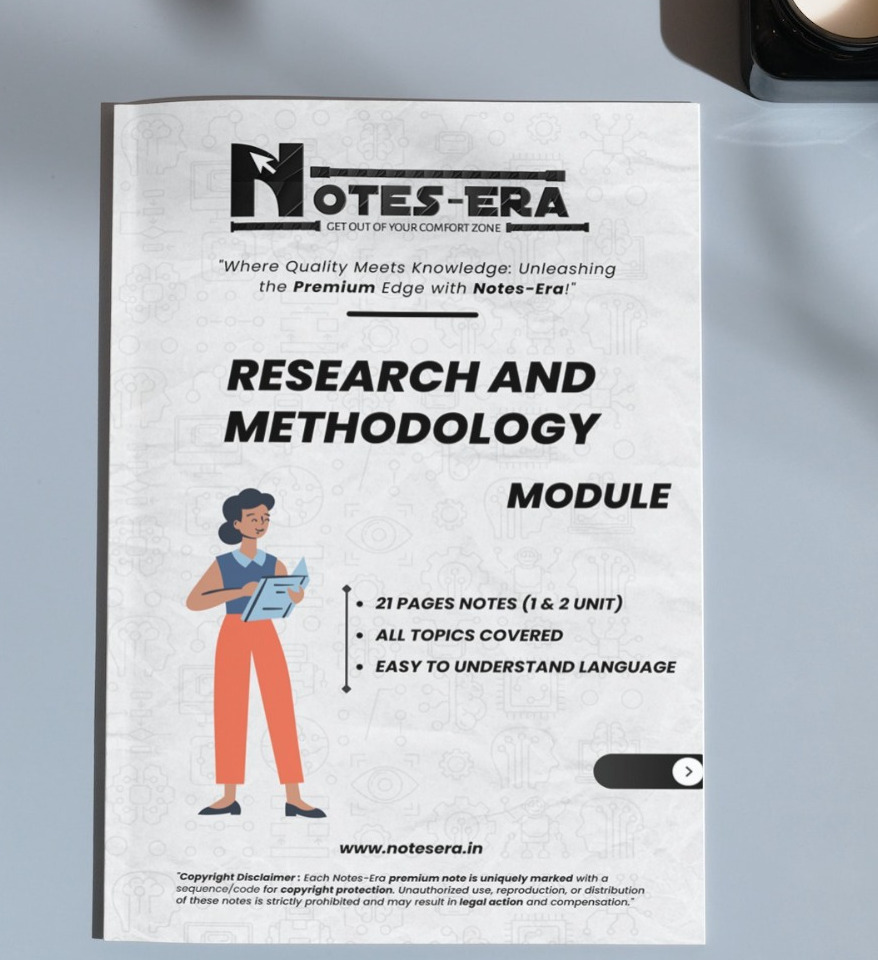 NOTES-ERA
GET OUT OF YOUR COMFORT ZONE
"Where Quality Meets Knowledge: Unleashing
the Premium Edge with Notes-Era!"
RESEARCH AND
METHODOLOGY
MODULE
• 21 PAGES NOTES (1 & 2 UNIT)
• ALL TOPICS COVERED
• EASY TO UNDERSTAND LANGUAGE
www.notesera.in
"Copyright Disclaimer : Each Notes-Era premium note is uniquely marked with a
sequence/code for copyright protection. Unauthorized use, reproduction, or distribution
of these notes is strictly prohibited and may result in legal action and compensation."